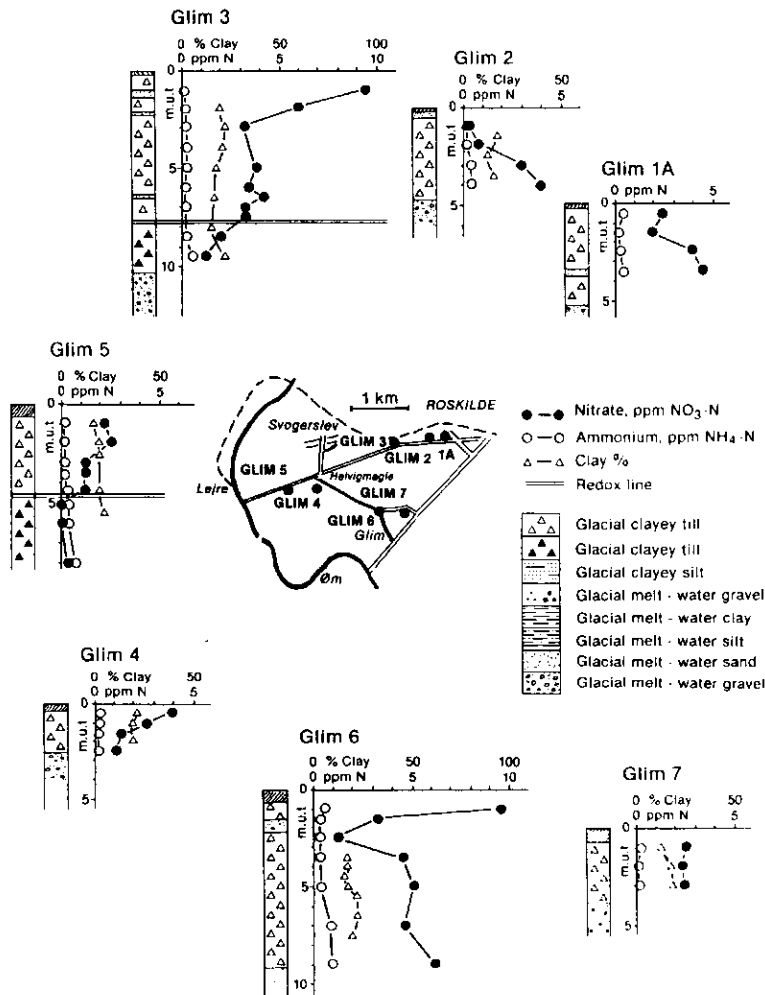 Glim 3
0 % Clay 50 100
0 ppm N 5 10
0
m.u.t
5
10
Glim 2
0 % Clay 50
0 ppm N 5
0
m.u.t
5
Glim 1A
0 ppm N 5
0
m.u.t
5
Glim 5
0 % Clay 50
0 ppm N 5
0
m.u.t
5
1 km
ROSKILDE
Svogerslev
GLIM 3
GLIM 2
1A
GLIM 5
Helvigmagle
Lejre
GLIM 4
GLIM 7
GLIM 6
Glim
Øm
Nitrate, ppm NO3-N
Ammonium, ppm NH4-N
Clay %
Redox line
Glacial clayey till
Glacial clayey till
Glacial clayey silt
Glacial melt - water gravel
Glacial melt - water clay
Glacial melt - water silt
Glacial melt - water sand
Glacial melt - water gravel
Glim 4
0 % Clay 50
0 ppm N 5
0
m.u.t
5
Glim 6
0 % Clay 50 100
0 ppm N 5 10
0
m.u.t
5
10
Glim 7
0 % Clay 50
0 ppm N 5
0
m.u.t
5